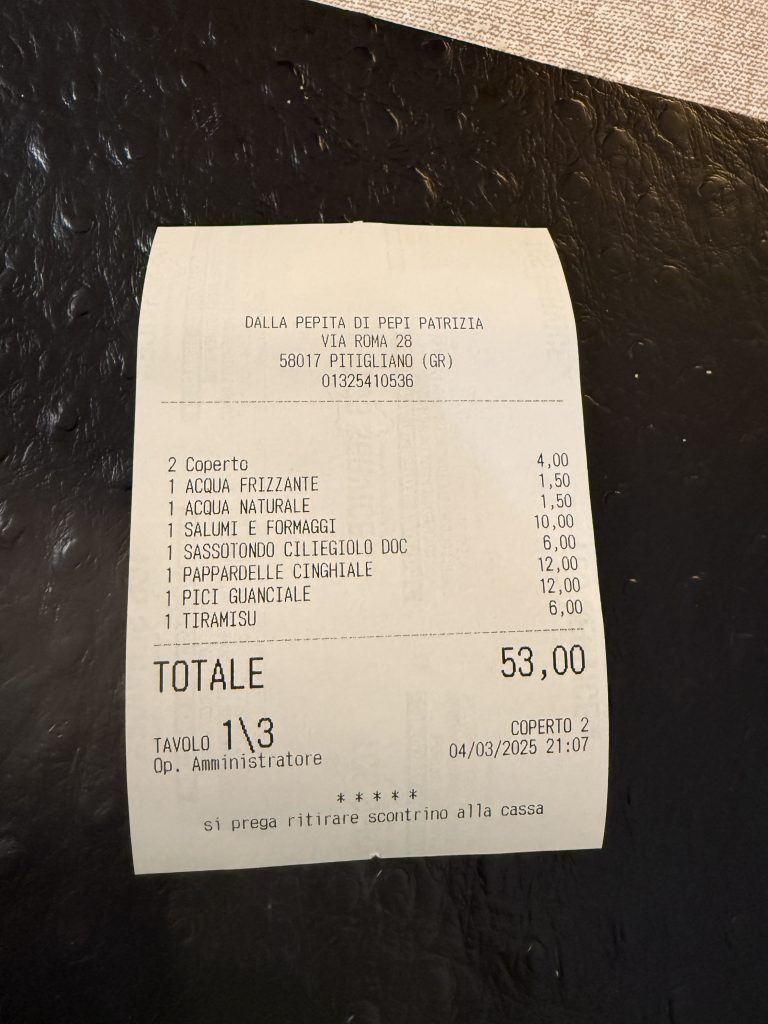 DALLA PEPITA DI PEPI PATRIZIA
VIA ROMA 28
58017 PITIGLIANO (GR)
01325410536
2 Coperto 4,00
1 ACQUA FRIZZANTE 1,50
1 ACQUA NATURALE 1,50
1 SALUMI E FORMAGGI 10,00
1 SASSOTONDO CILIEGIOLO DOC 6,00
1 PAPPARDELLE CINGHIALE 12,00
1 PICI GUANCIALE 12,00
1 TIRAMISU 6,00
TOTALE 53,00
TAVOLO 1\3 COPERTO 2
Op. Amministratore 04/03/2025 21:07
* * * * *
si prega ritirare scontrino alla cassa